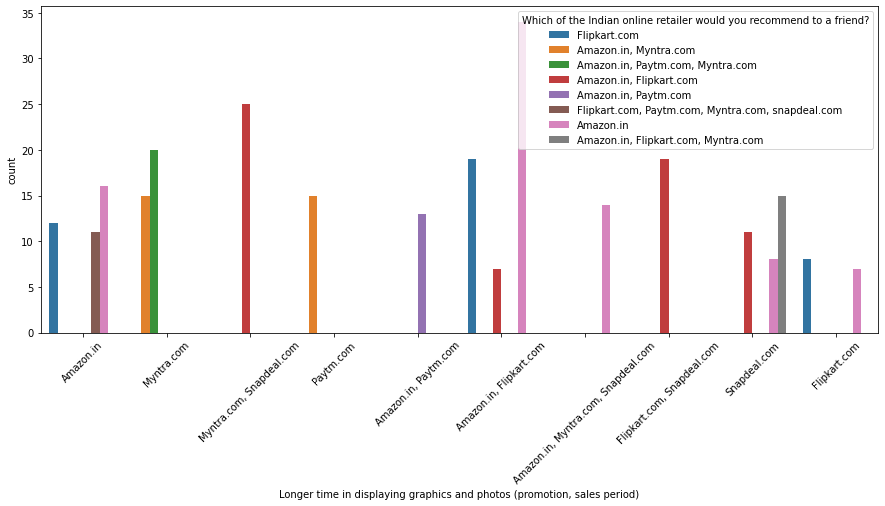 Which of the Indian online retailer would you recommend to a friend?
Flipkart.com
Amazon.in, Myntra.com
Amazon.in, Paytm.com, Myntra.com
Amazon.in, Flipkart.com
Amazon.in, Paytm.com
Flipkart.com, Paytm.com, Myntra.com, snapdeal.com
Amazon.in
Amazon.in, Flipkart.com, Myntra.com
35
30
25
20
15
10
5
0
count
Amazon.in
Myntra.com
Myntra.com, Snapdeal.com
Paytm.com
Amazon.in, Paytm.com
Amazon.in, Flipkart.com
Amazon.in, Myntra.com, Snapdeal.com
Flipkart.com, Snapdeal.com
Snapdeal.com
Flipkart.com
Longer time in displaying graphics and photos (promotion, sales period)